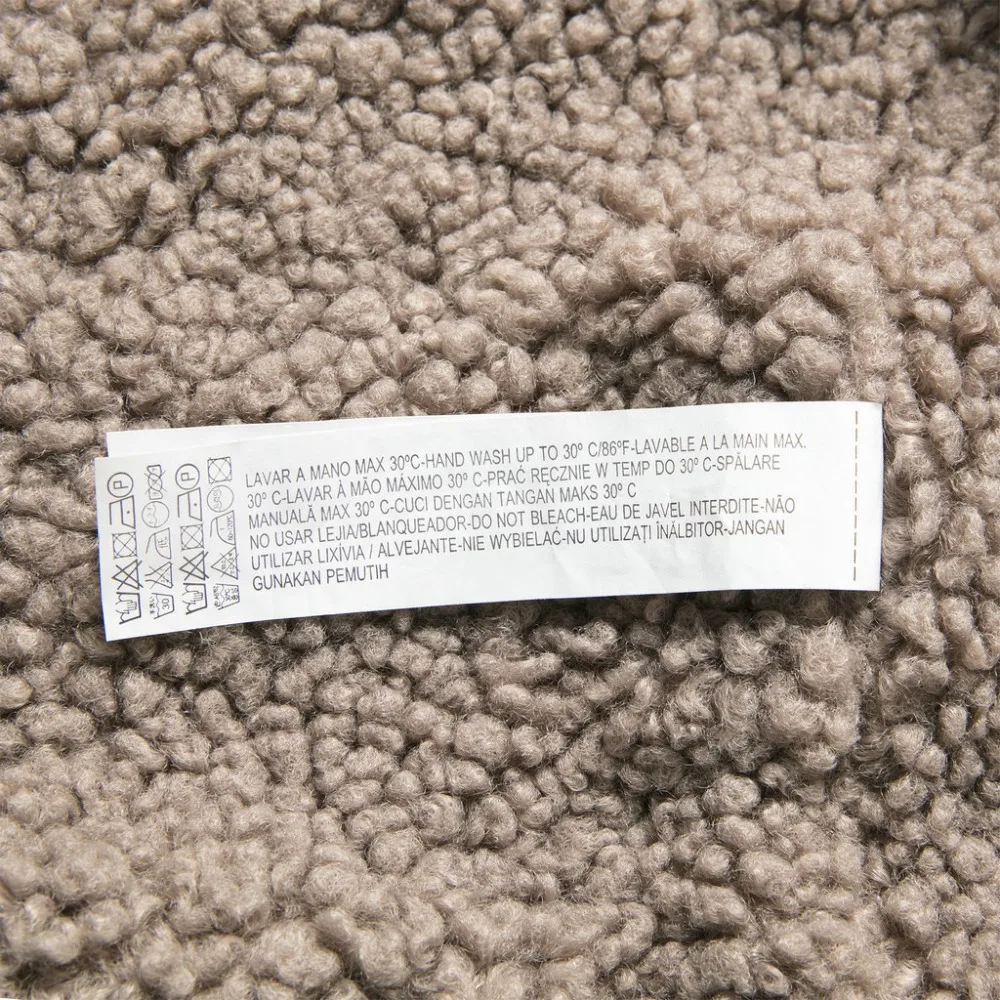 LAVAR A MANO MAX 30ºC-HAND WASH UP TO 30º C/86ºF-LAVABLE A LA MAIN MAX.
30º C-LAVAR À MÃO MÁXIMO 30º C-PRAĆ RĘCZNIE W TEMP DO 30º C-SPĂLARE
MANUALĂ MAX 30º C-CUCI DENGAN TANGAN MAKS 30º C
NO USAR LEJIA/BLANQUEADOR-DO NOT BLEACH-EAU DE JAVEL INTERDITE-NÃO
UTILIZAR LIXÍVIA / ALVEJANTE-NIE WYBIELAĆ-NU UTILIZAȚI ÎNĂLBITOR-JANGAN
GUNAKAN PEMUTIH
P
P
30